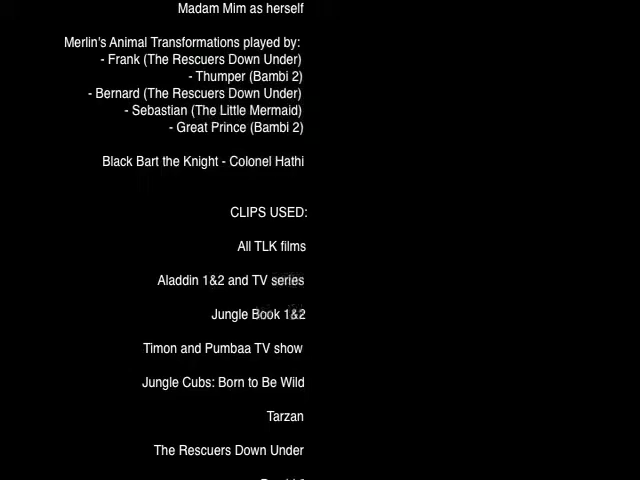 Madam Mim as herself
Merlin's Animal Transformations played by:
- Frank (The Rescuers Down Under)
- Thumper (Bambi 2)
- Bernard (The Rescuers Down Under)
- Sebastian (The Little Mermaid)
- Great Prince (Bambi 2)
Black Bart the Knight - Colonel Hathi
CLIPS USED:
All TLK films
Aladdin 1&2 and TV series
Jungle Book 1&2
Timon and Pumbaa TV show
Jungle Cubs: Born to Be Wild
Tarzan
The Rescuers Down Under